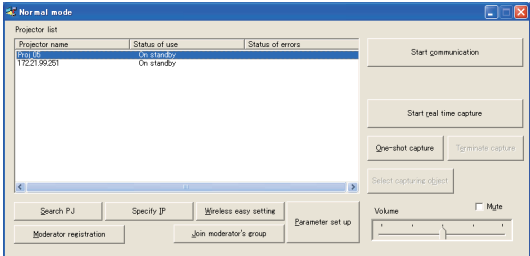 Normal mode
Projector list
Projector name Status of use Status of errors
Proj_05 On standby
172.21.99.251 On standby
Start communication
Start real time capture
One-shot capture Terminate capture
Select capturing object
Search PJ Specify IP Wireless easy setting Parameter set up
Moderator registration Join moderator's group
Volume Mute